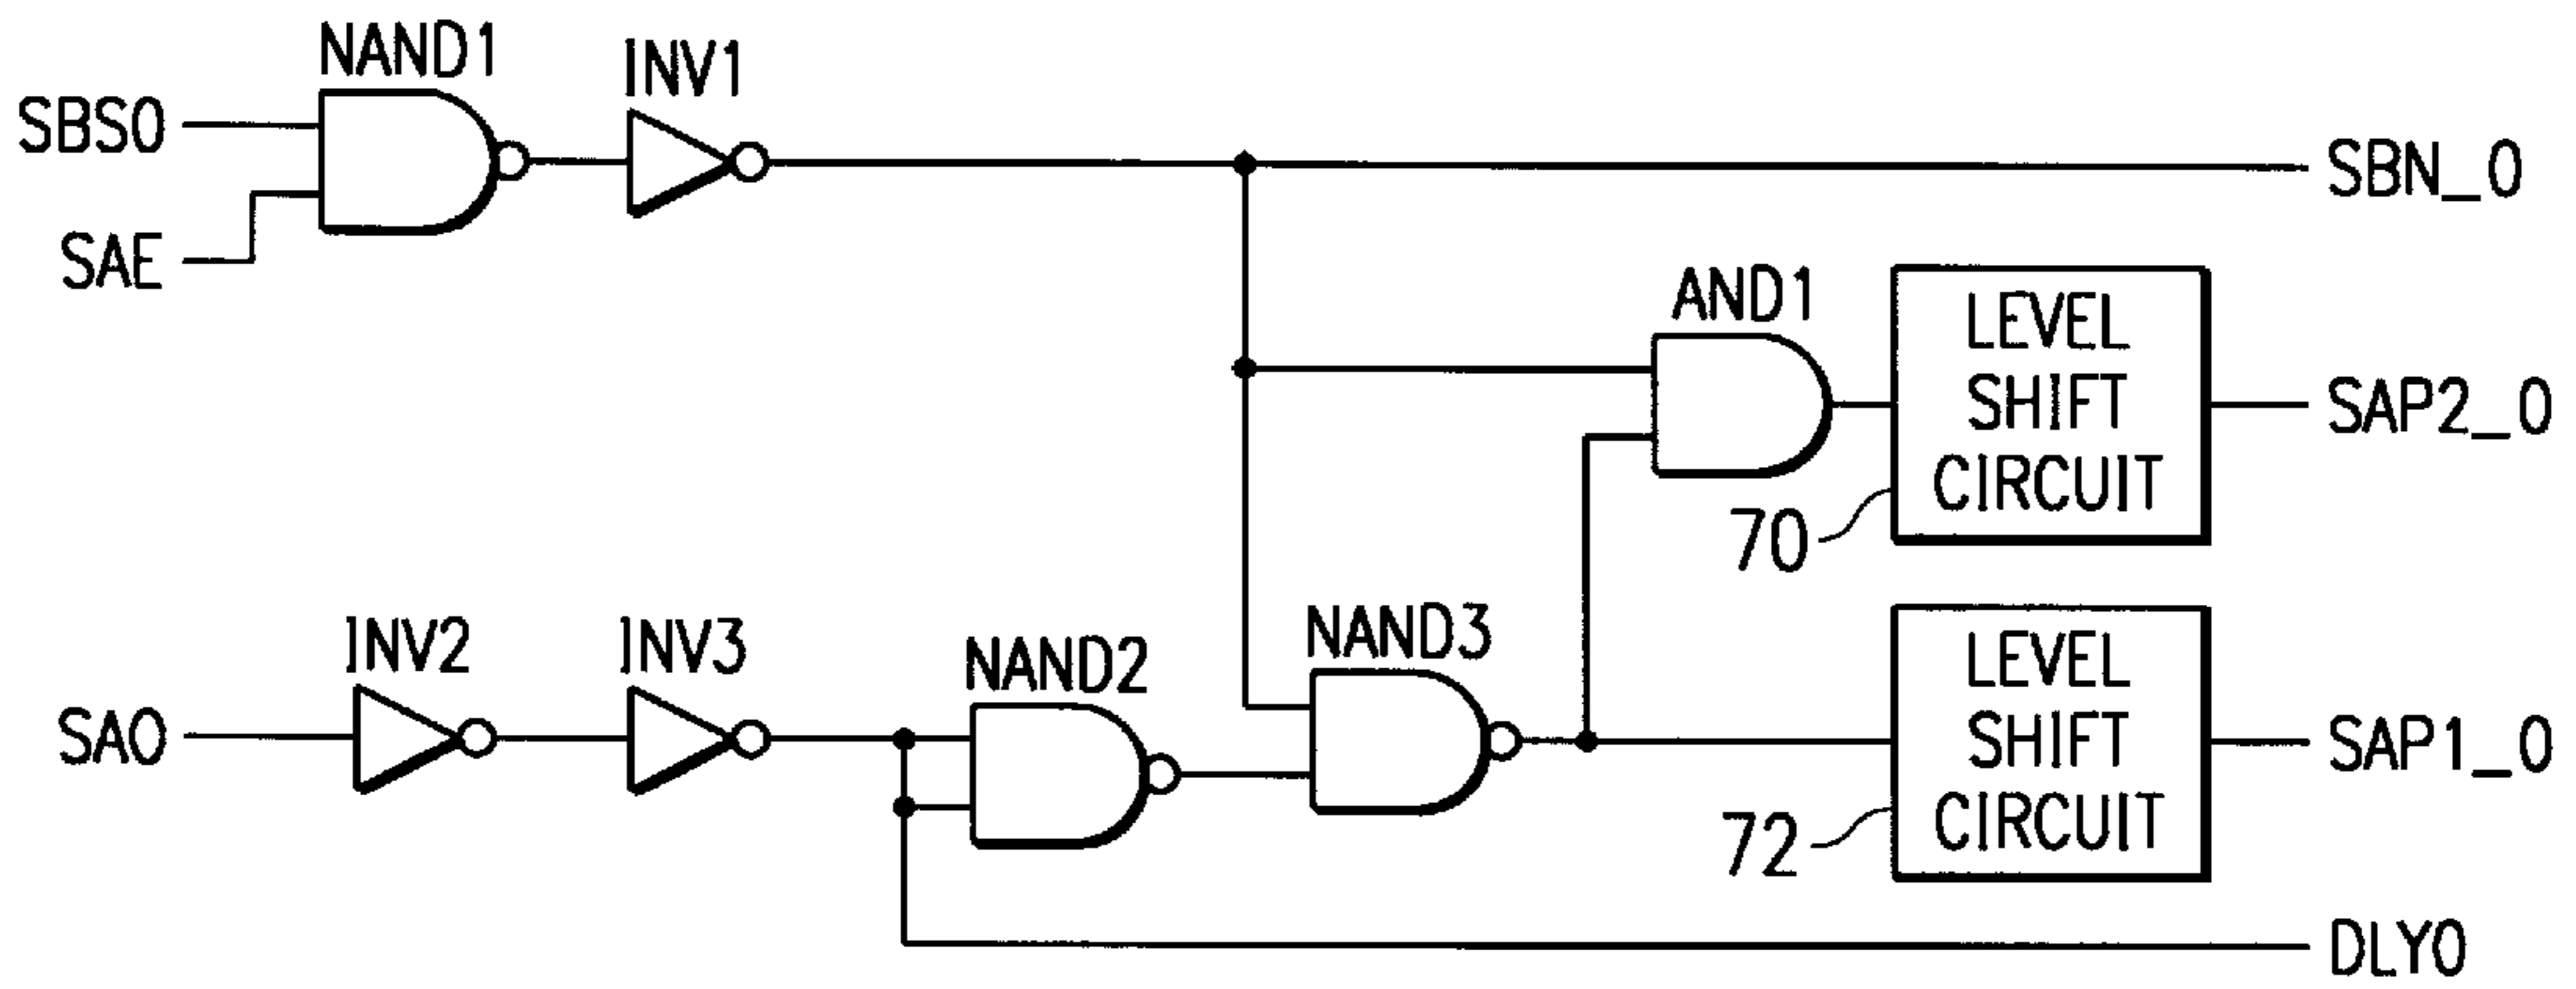 NAND1
INV1
SBS0
SAE
SBN_0
AND1
LEVEL
SHIFT
CIRCUIT
SAP2_0
70
INV2
INV3
NAND2
NAND3
SA0
LEVEL
SHIFT
CIRCUIT
SAP1_0
72
DLY0